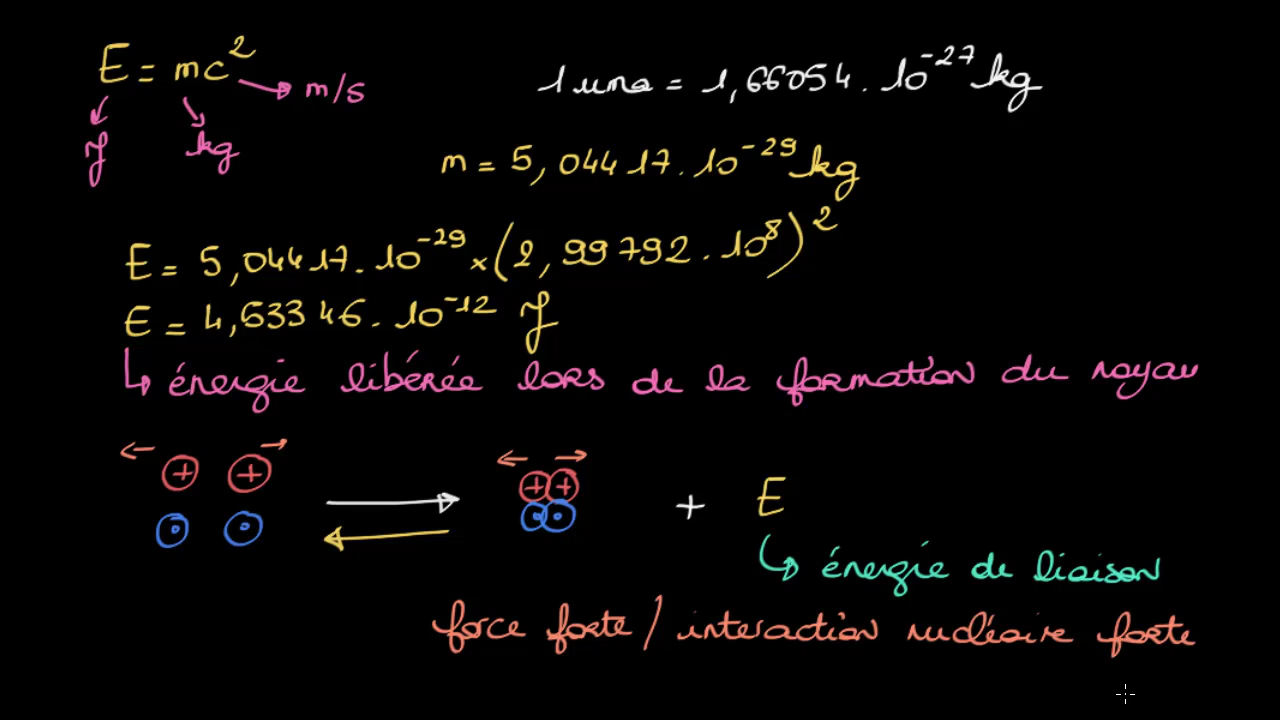 E = mc² → m/s
J kg
1 uma = 1,66054 . 10⁻²⁷ kg
m = 5,04417 . 10⁻²⁹ kg
E = 5,04417 . 10⁻²⁹ × (2,99792 . 10⁸)²
E = 4,53346 . 10⁻¹² J
↳ énergie libérée lors de la formation du noyau
← + + → ← + + →
+ E
↳ énergie de liaison
force forte / interaction nucléaire forte